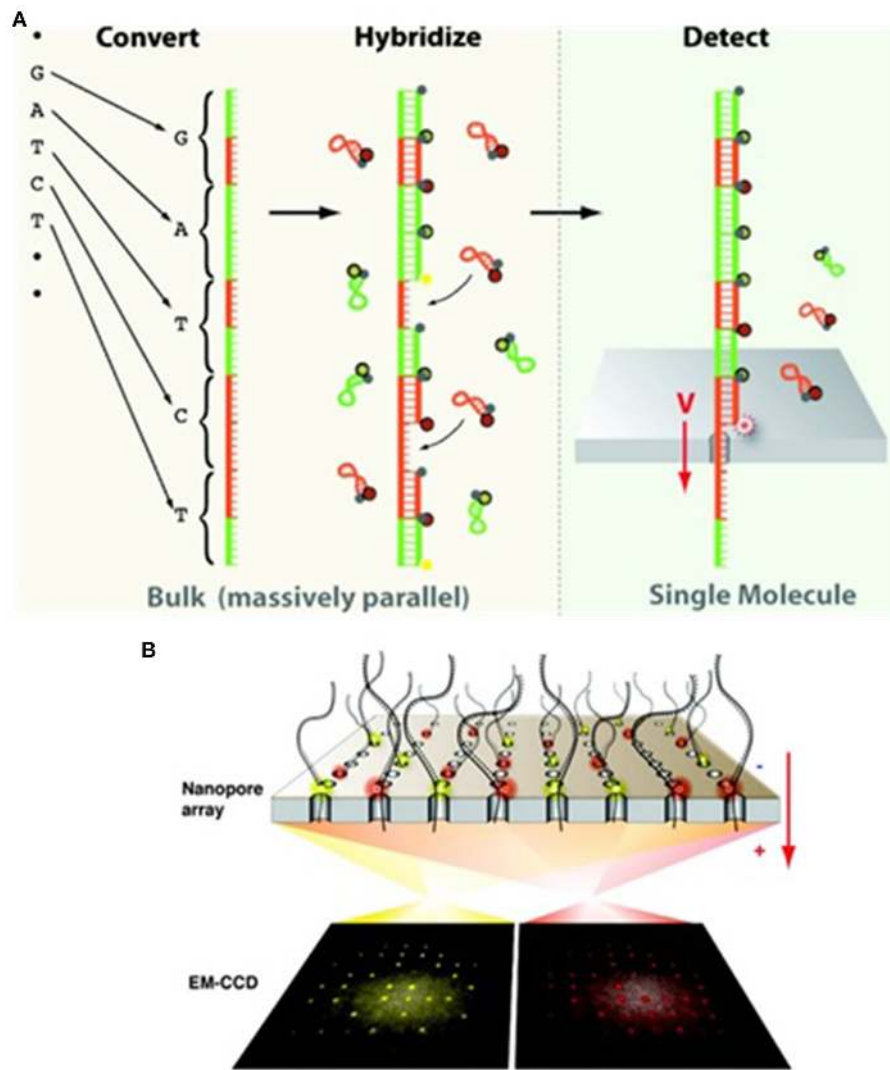 A
Convert
Hybridize
Detect
•
G
A
T
C
T
•
•
G
A
T
C
T
V
Bulk (massively parallel)
Single Molecule
B
Nanopore
array
-
+
EM-CCD